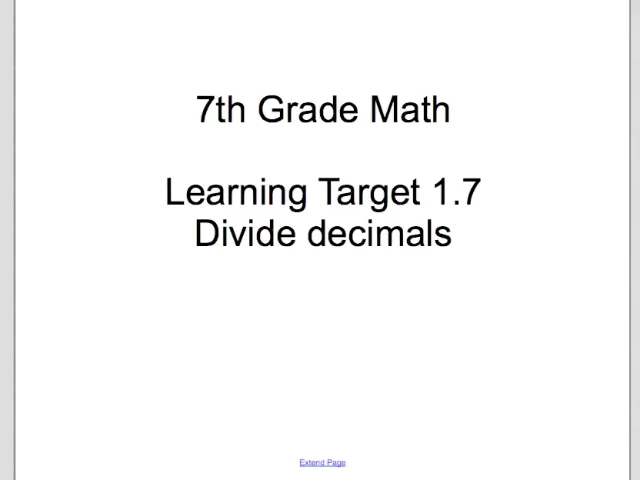 7th Grade Math
Learning Target 1.7
Divide decimals
Extend Page